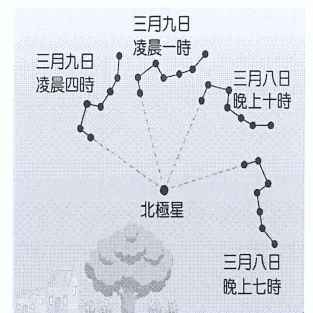 三月九日
凌晨一時
三月九日
凌晨四時
三月八日
晚上十時
北極星
三月八日
晚上七時